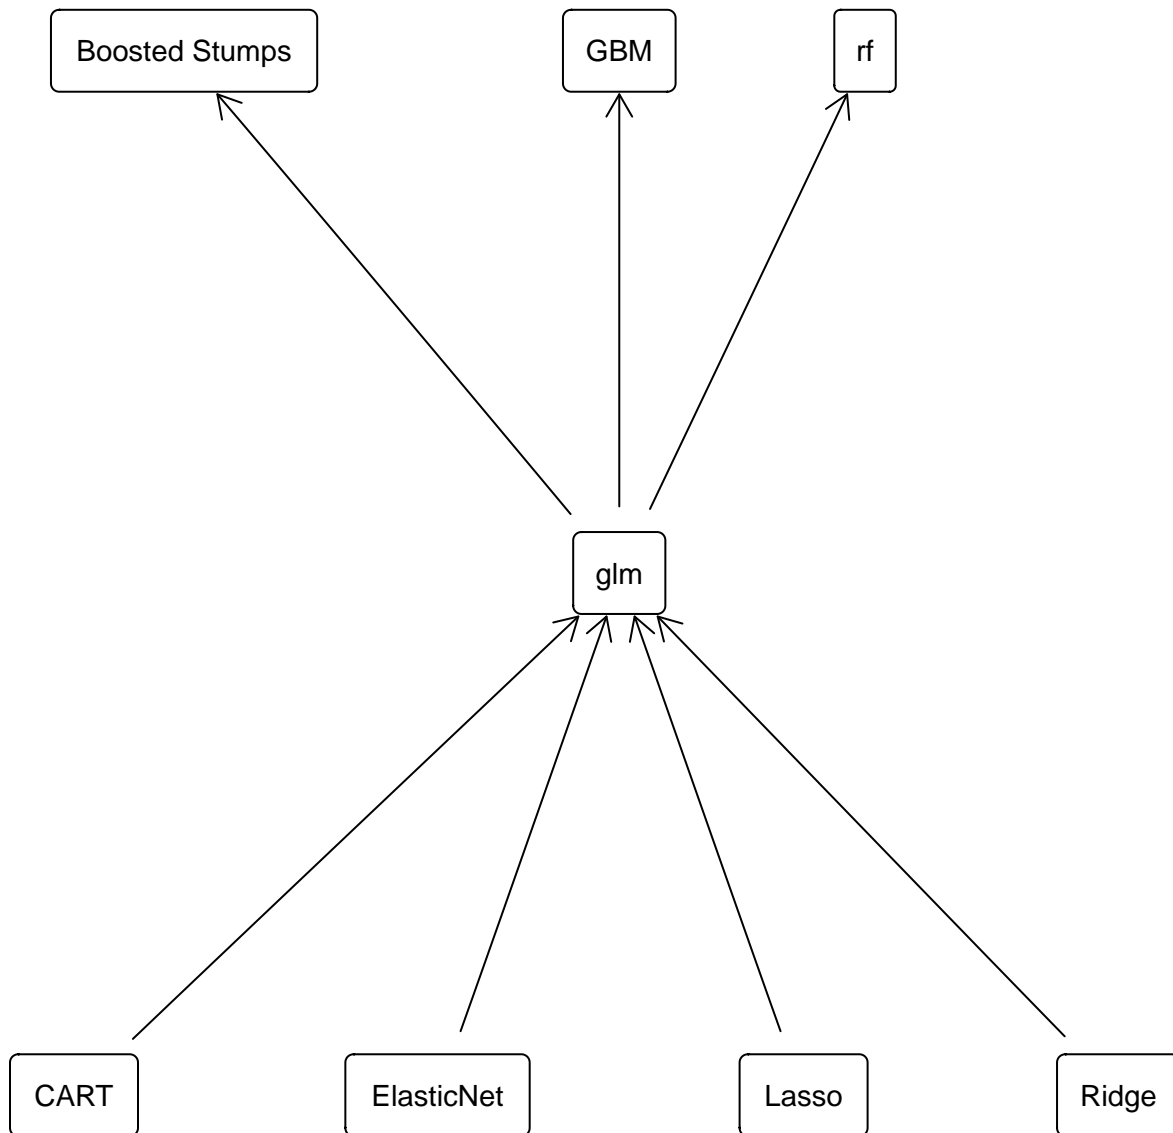 Boosted Stumps
GBM
rf
glm
CART
ElasticNet
Lasso
Ridge